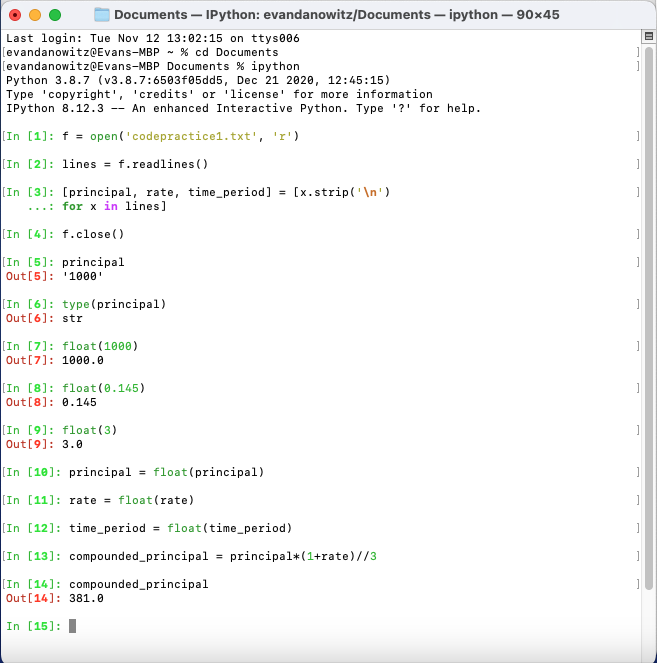 Documents — IPython: evandanowitz/Documents — ipython — 90×45
Last login: Tue Nov 12 13:02:15 on ttys006
[evandanowitz@Evans-MBP ~ % cd Documents ]
[evandanowitz@Evans-MBP Documents % ipython ]
Python 3.8.7 (v3.8.7:6503f05dd5, Dec 21 2020, 12:45:15)
Type 'copyright', 'credits' or 'license' for more information
IPython 8.12.3 -- An enhanced Interactive Python. Type '?' for help.
[In [1]: f = open('codepractice1.txt', 'r') ]
[In [2]: lines = f.readlines() ]
[In [3]: [principal, rate, time_period] = [x.strip('\n') ]
...: for x in lines]
[In [4]: f.close() ]
[In [5]: principal ]
Out[5]: '1000'
[In [6]: type(principal) ]
Out[6]: str
[In [7]: float(1000) ]
Out[7]: 1000.0
[In [8]: float(0.145) ]
Out[8]: 0.145
[In [9]: float(3) ]
Out[9]: 3.0
[In [10]: principal = float(principal) ]
[In [11]: rate = float(rate) ]
[In [12]: time_period = float(time_period) ]
[In [13]: compounded_principal = principal*(1+rate)//3 ]
[In [14]: compounded_principal ]
Out[14]: 381.0
In [15]: